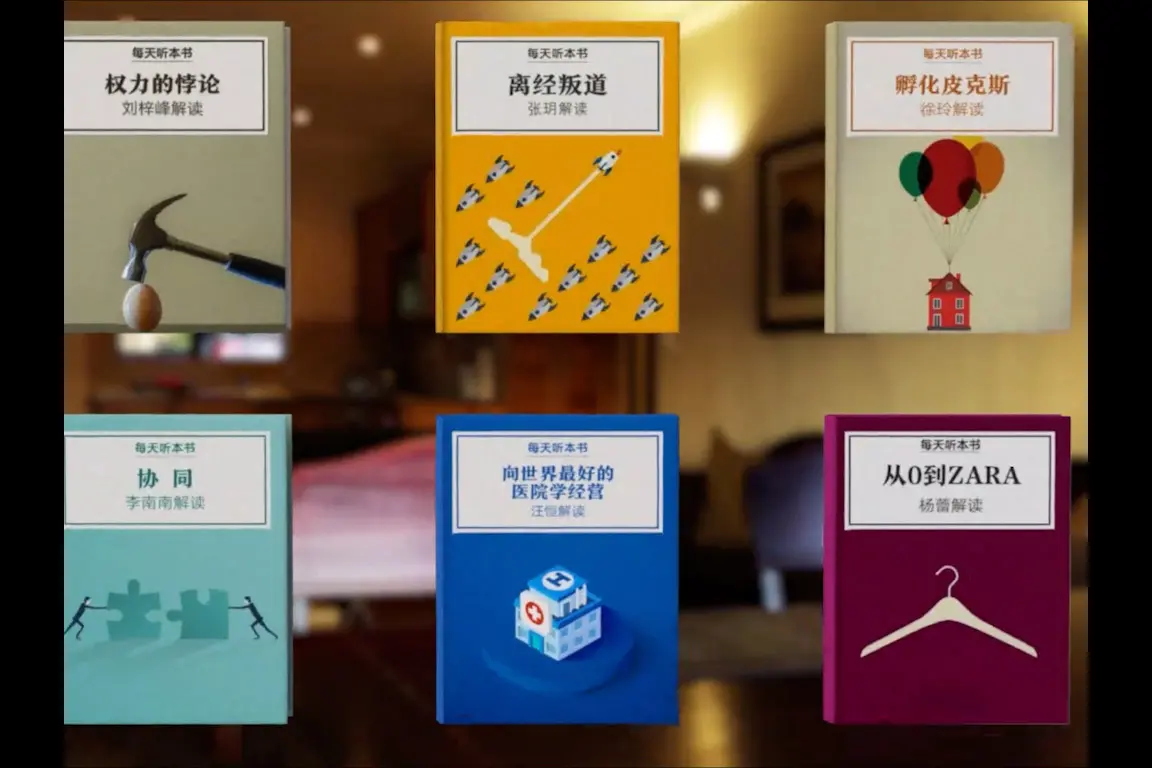 每天听本书
权力的悖论
刘梓峰解读
每天听本书
离经叛道
张玥解读
每天听本书
孵化皮克斯
徐玲解读
每天听本书
协同
李南南解读
每天听本书
向世界最好的
医院学经营
汪恒解读
每天听本书
从0到ZARA
杨蕾解读